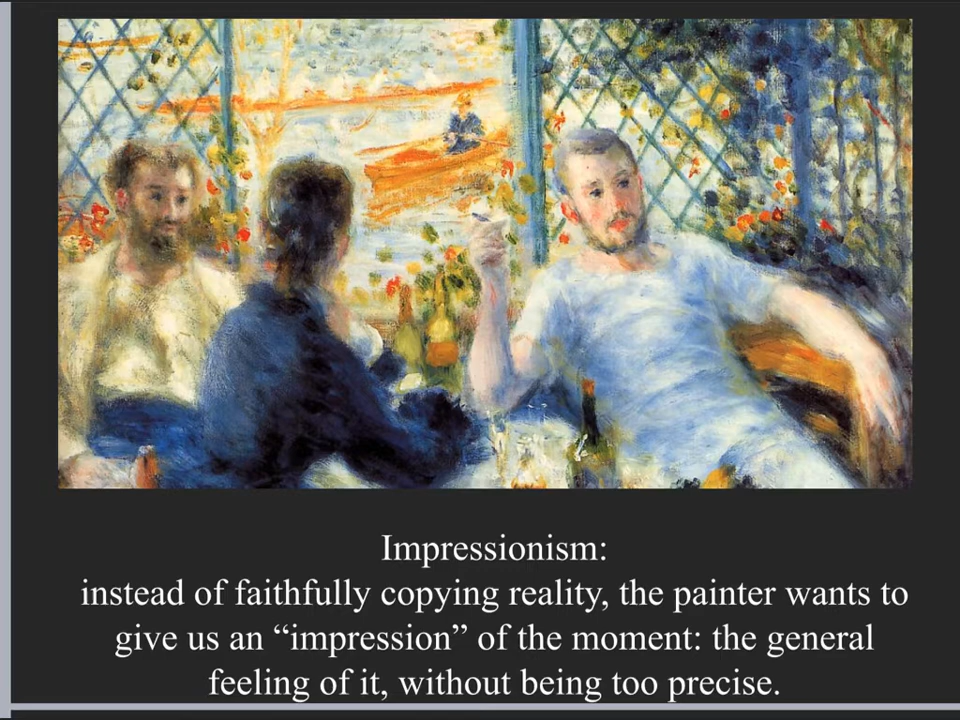 Impressionism:
instead of faithfully copying reality, the painter wants to
give us an “impression” of the moment: the general
feeling of it, without being too precise.